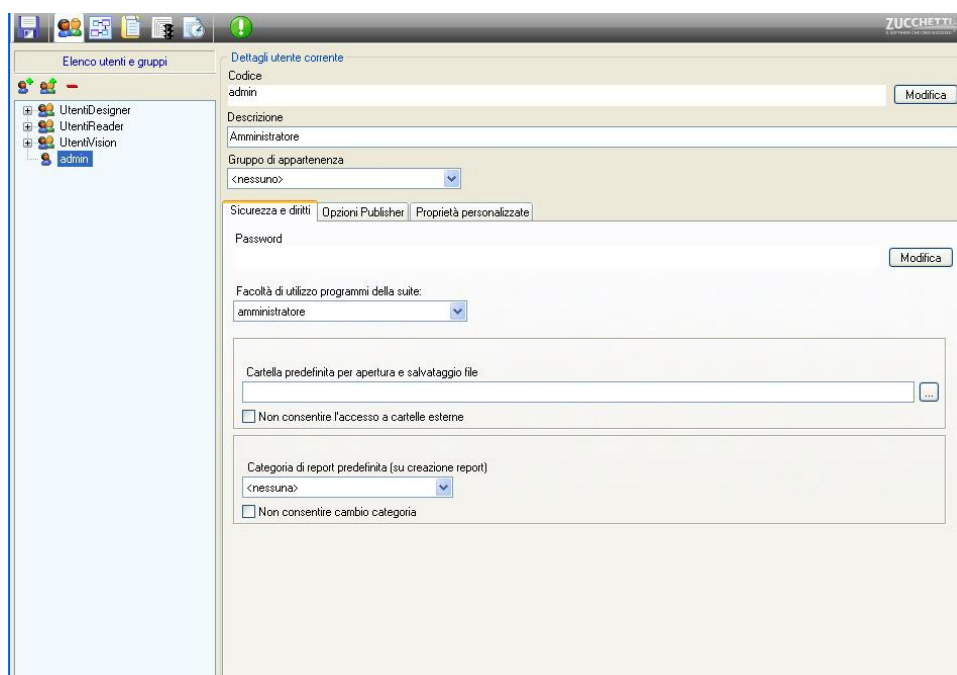 ZUCCHETTI
Elenco utenti e gruppi
UtentiDesigner
UtentiReader
UtentiVision
admin
Dettagli utente corrente
Codice
admin
Modifica
Descrizione
Amministratore
Gruppo di appartenenza
<nessuno>
Sicurezza e diritti Opzioni Publisher Proprietà personalizzate
Password
Modifica
Facoltà di utilizzo programmi della suite:
amministratore
Cartella predefinita per apertura e salvataggio file
...
Non consentire l'accesso a cartelle esterne
Categoria di report predefinita (su creazione report)
<nessuna>
Non consentire cambio categoria